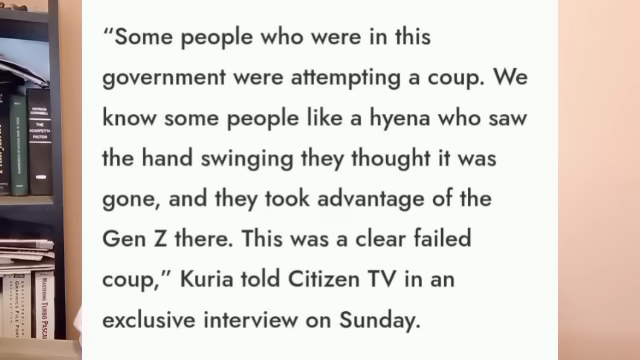 “Some people who were in this
government were attempting a coup. We
know some people like a hyena who saw
the hand swinging they thought it was
gone, and they took advantage of the
Gen Z there. This was a clear failed
coup,” Kuria told Citizen TV in an
exclusive interview on Sunday.